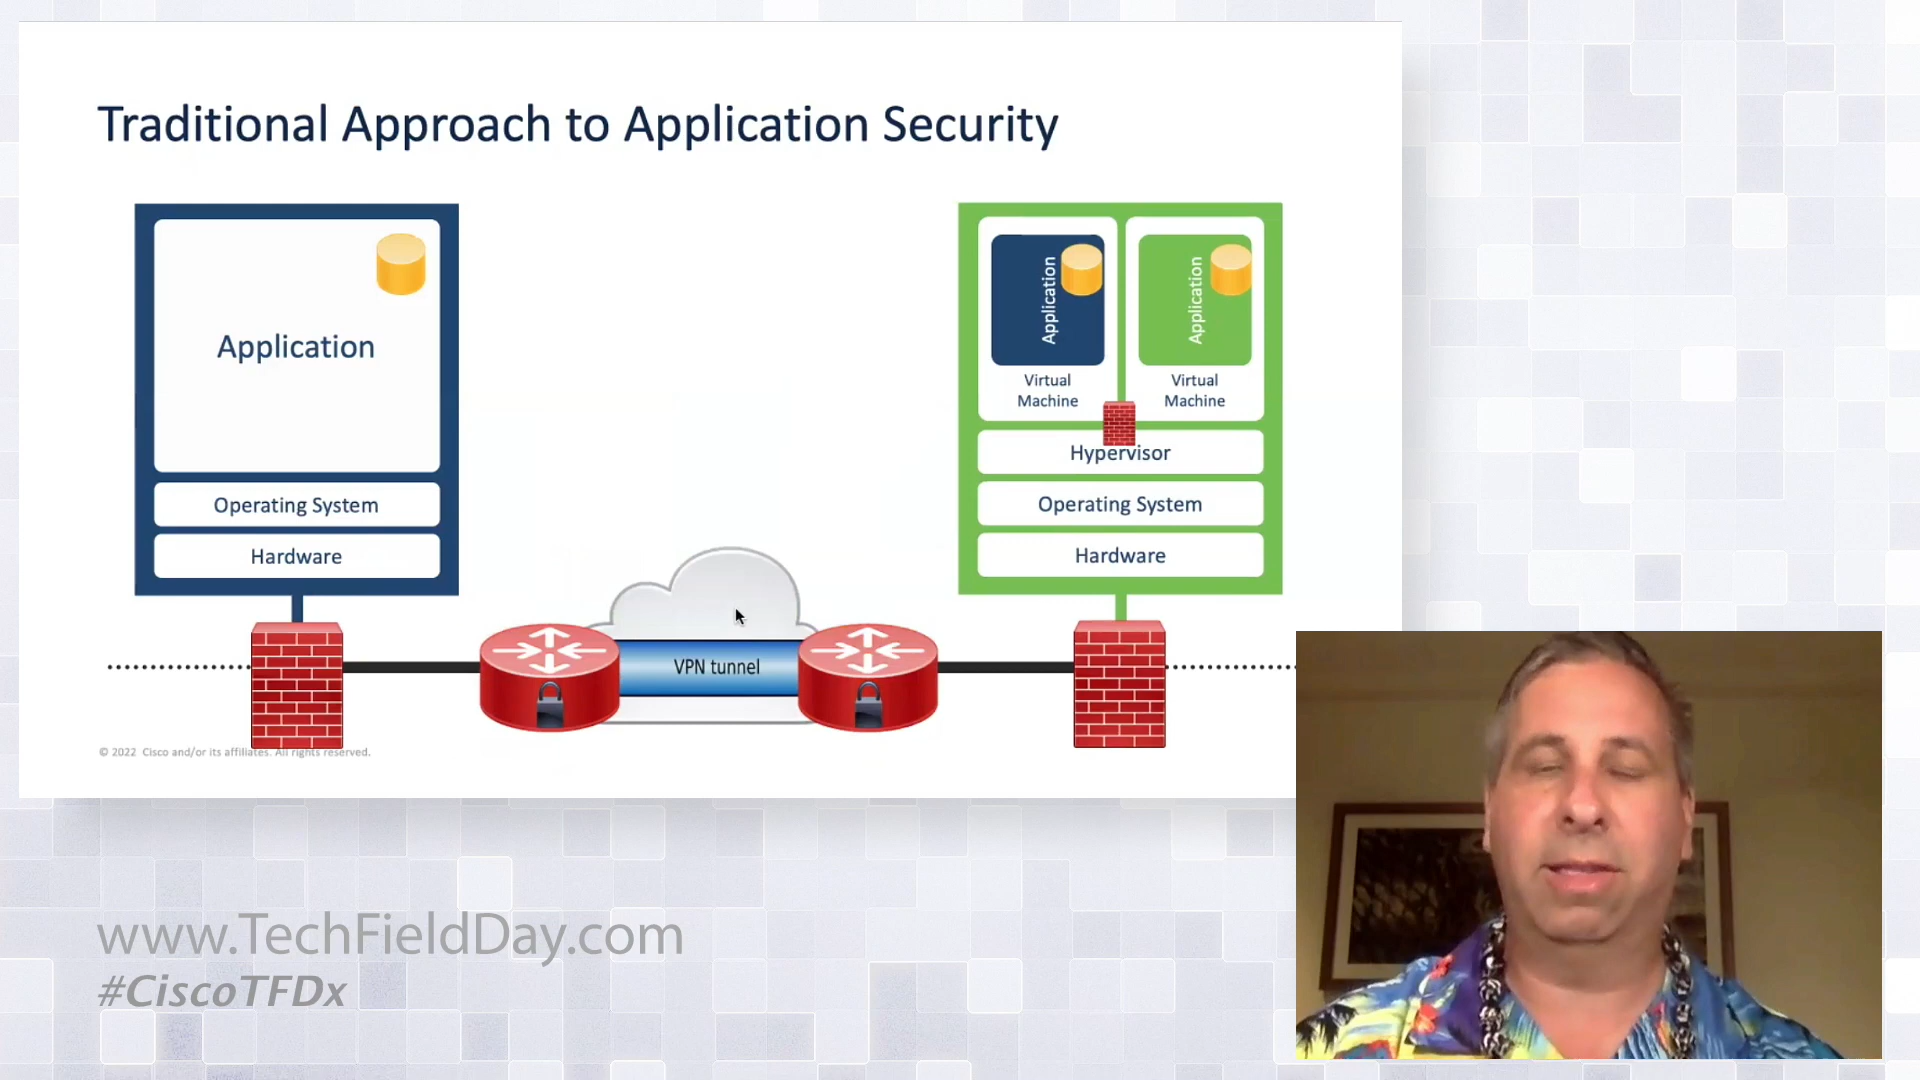 Traditional Approach to Application Security
Application
Operating System
Hardware
VPN tunnel
Application
Application
Virtual
Machine
Virtual
Machine
Hypervisor
Operating System
Hardware
© 2022 Cisco and/or its affiliates. All rights reserved.
www.TechFieldDay.com
#CiscoTFDx